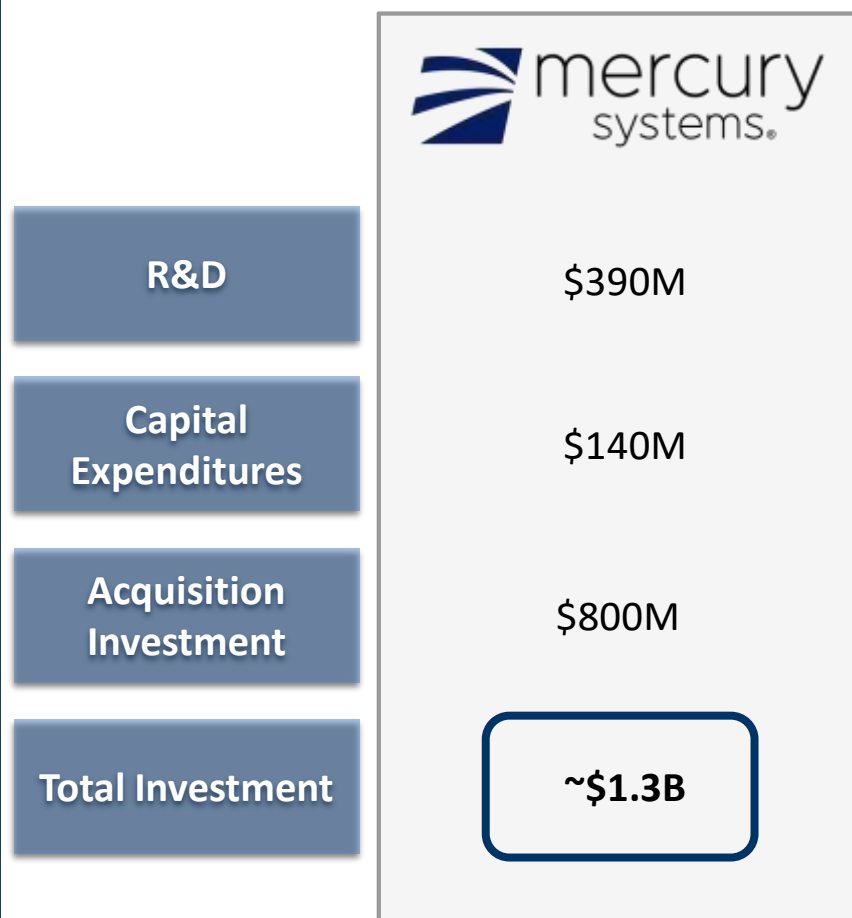 mercury
systems®
R&D
$390M
Capital
Expenditures
$140M
Acquisition
Investment
$800M
Total Investment
~$1.3B